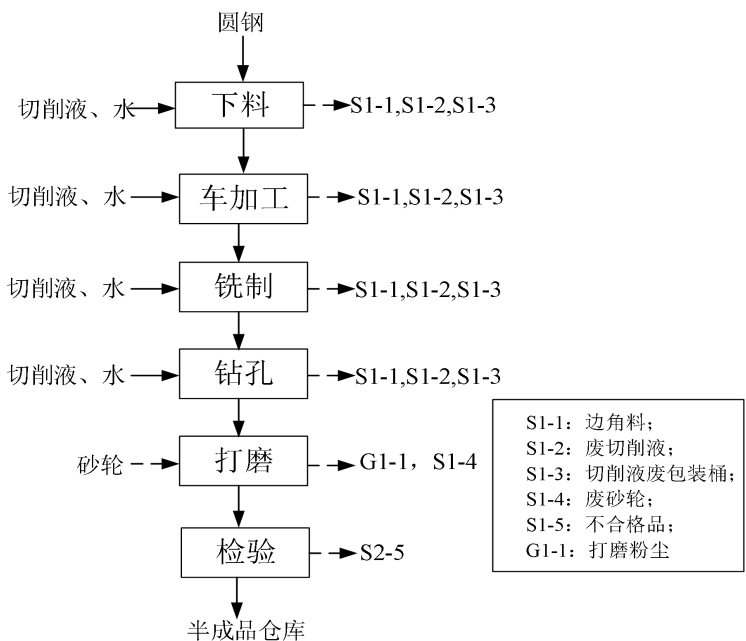 圆钢
切削液、水
下料
S1-1,S1-2,S1-3
切削液、水
车加工
S1-1,S1-2,S1-3
切削液、水
铣制
S1-1,S1-2,S1-3
切削液、水
钻孔
S1-1,S1-2,S1-3
砂轮
打磨
G1-1，S1-4
检验
S2-5
半成品仓库
S1-1：边角料；
S1-2：废切削液；
S1-3：切削液废包装桶；
S1-4：废砂轮；
S1-5：不合格品；
G1-1：打磨粉尘